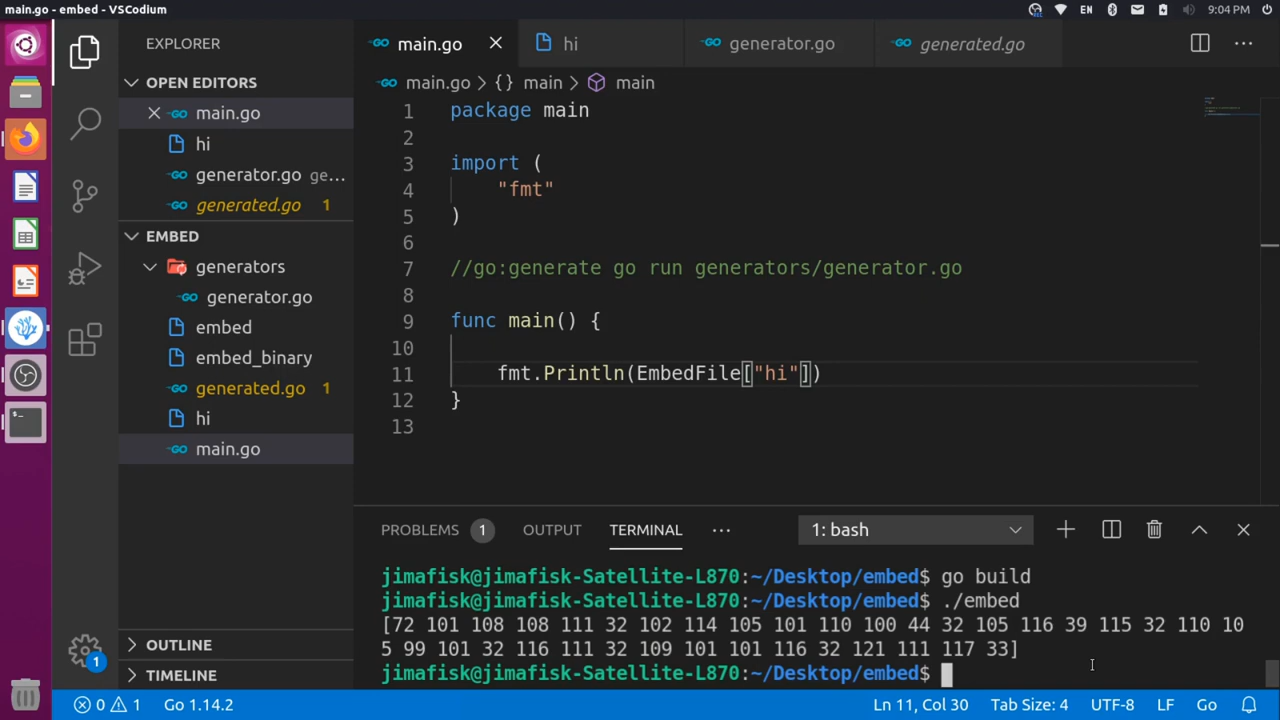 main.go - embed - VSCodium
EN
9:04 PM
EXPLORER
OPEN EDITORS
main.go
hi
generator.go ge...
generated.go 1
EMBED
generators
generator.go
embed
embed_binary
generated.go 1
hi
main.go
OUTLINE
TIMELINE
1
main.go
hi
generator.go
generated.go
main.go > {} main > main
1 package main
2
3 import (
4 "fmt"
5 )
6
7 //go:generate go run generators/generator.go
8
9 func main() {
10
11 fmt.Println(EmbedFile["hi"])
12 }
13
PROBLEMS 1 OUTPUT TERMINAL ... 1: bash
jimafisk@jimafisk-Satellite-L870:~/Desktop/embed$ go build
jimafisk@jimafisk-Satellite-L870:~/Desktop/embed$ ./embed
[72 101 108 108 111 32 102 114 105 101 110 100 44 32 105 116 39 115 32 110 10
5 99 101 32 116 111 32 109 101 101 116 32 121 111 117 33]
jimafisk@jimafisk-Satellite-L870:~/Desktop/embed$
0 1 Go 1.14.2 Ln 11, Col 30 Tab Size: 4 UTF-8 LF Go